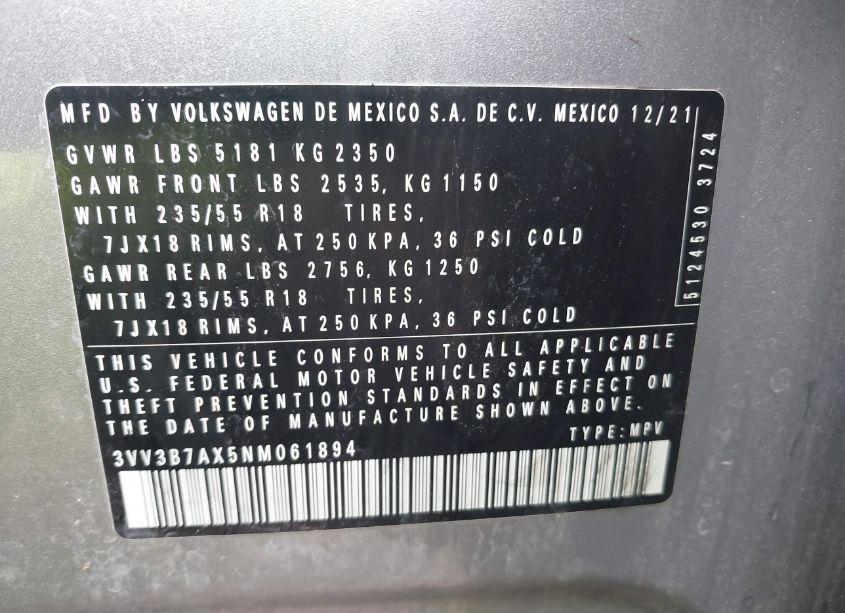 MFD BY VOLKSWAGEN DE MEXICO S.A. DE C.V. MEXICO 12/21
GVWR LBS 5181 KG 2350
GAWR FRONT LBS 2535, KG 1150
WITH 235/55 R18 TIRES,
7JX18 RIMS, AT 250 KPA, 36 PSI COLD
GAWR REAR LBS 2756, KG 1250
WITH 235/55 R18 TIRES,
7JX18 RIMS, AT 250 KPA, 36 PSI COLD
5124530 3724
THIS VEHICLE CONFORMS TO ALL APPLICABLE
U.S. FEDERAL MOTOR VEHICLE SAFETY AND
THEFT PREVENTION STANDARDS IN EFFECT ON
THE DATE OF MANUFACTURE SHOWN ABOVE.
TYPE: MPV
3VV3B7AX5NM061894